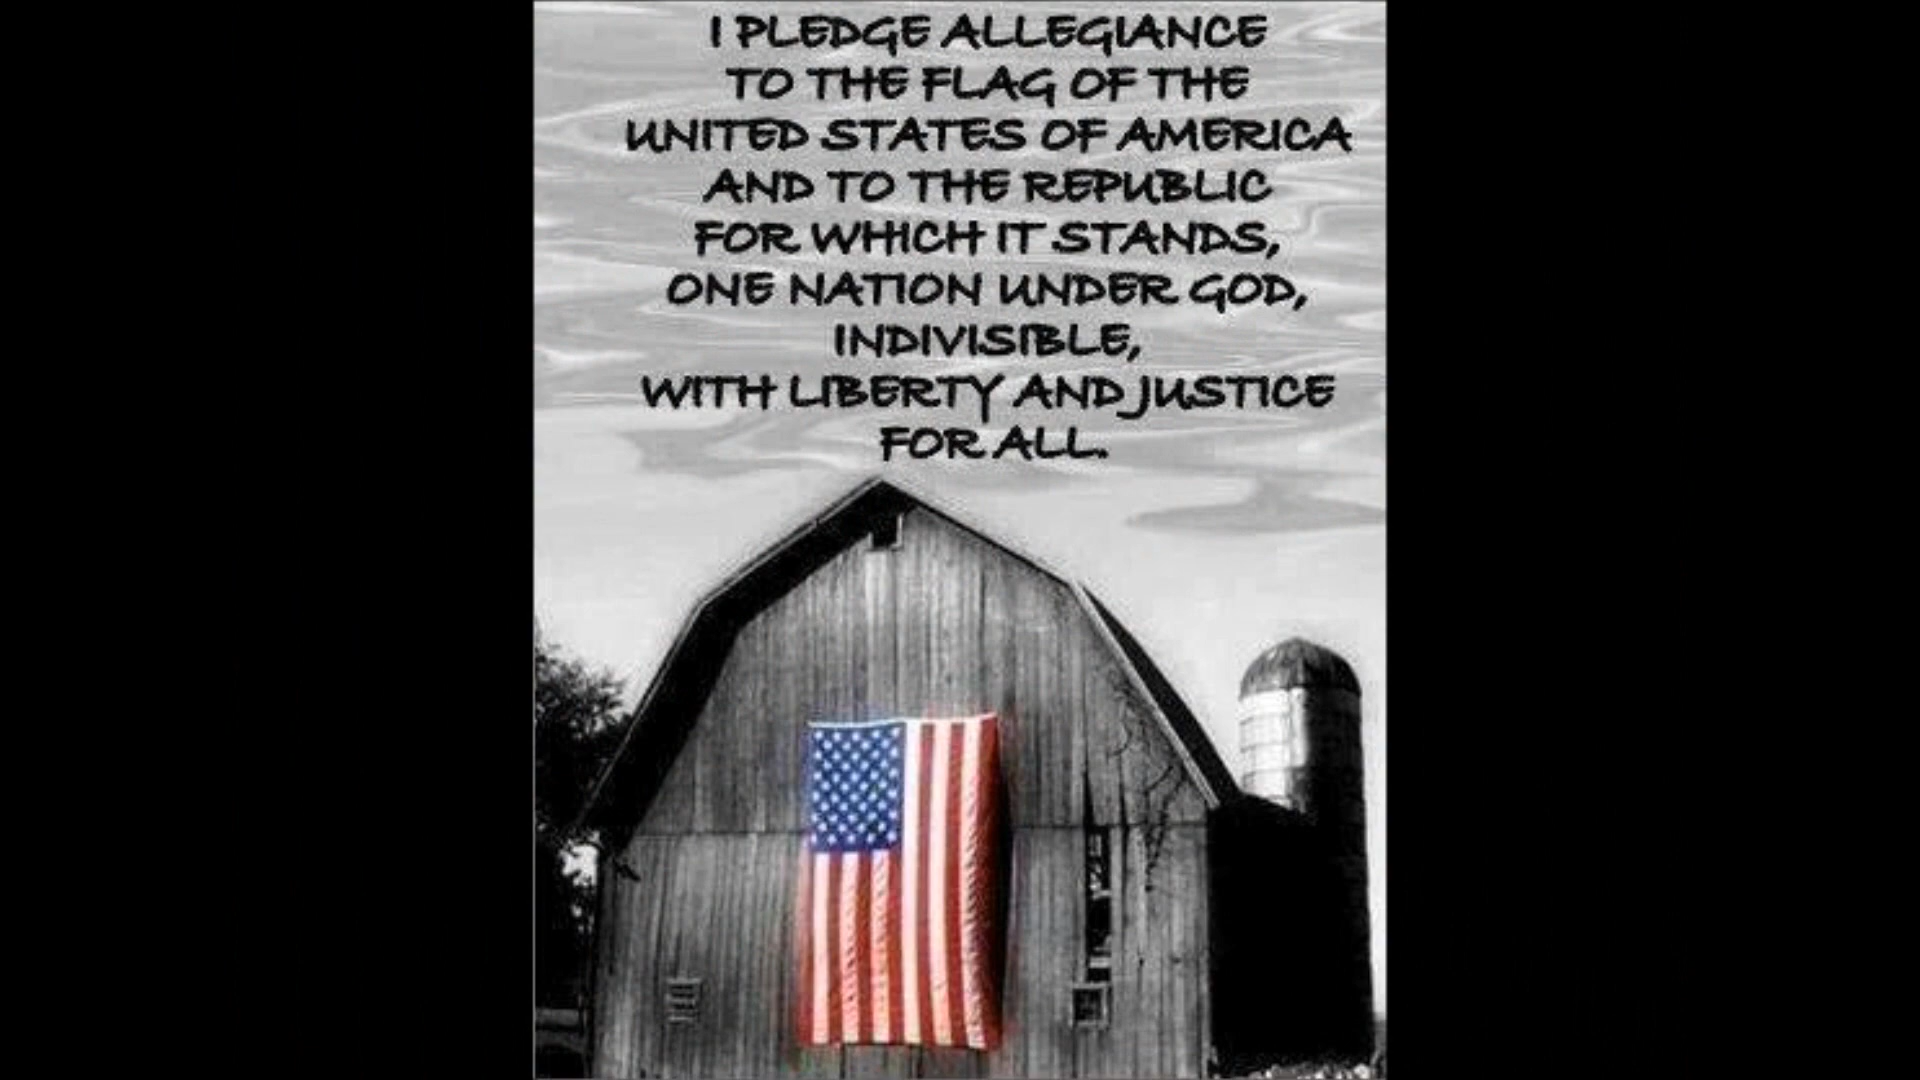 I PLEDGE ALLEGIANCE
TO THE FLAG OF THE
UNITED STATES OF AMERICA
AND TO THE REPUBLIC
FOR WHICH IT STANDS,
ONE NATION UNDER GOD,
INDIVISIBLE,
WITH LIBERTY AND JUSTICE
FOR ALL.